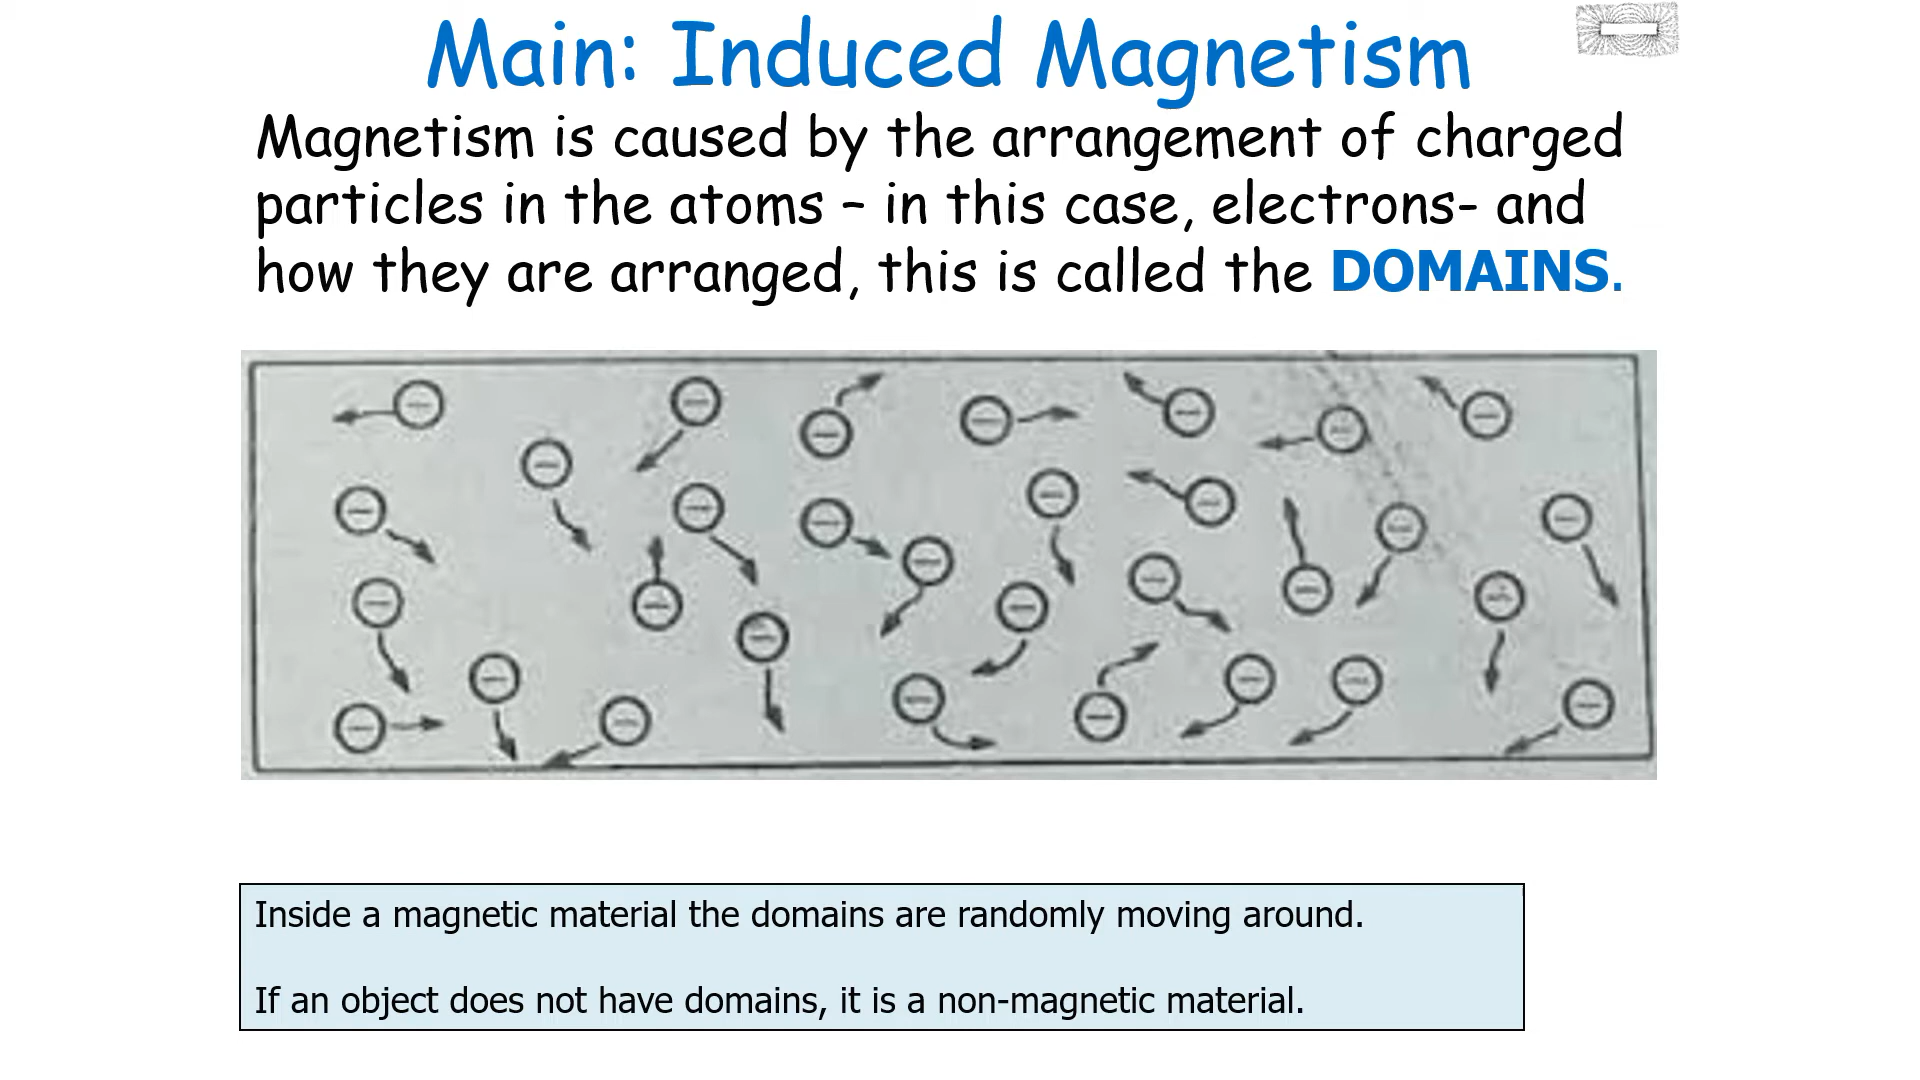 Main: Induced Magnetism
Magnetism is caused by the arrangement of charged
particles in the atoms – in this case, electrons- and
how they are arranged, this is called the DOMAINS.
Inside a magnetic material the domains are randomly moving around.
If an object does not have domains, it is a non-magnetic material.